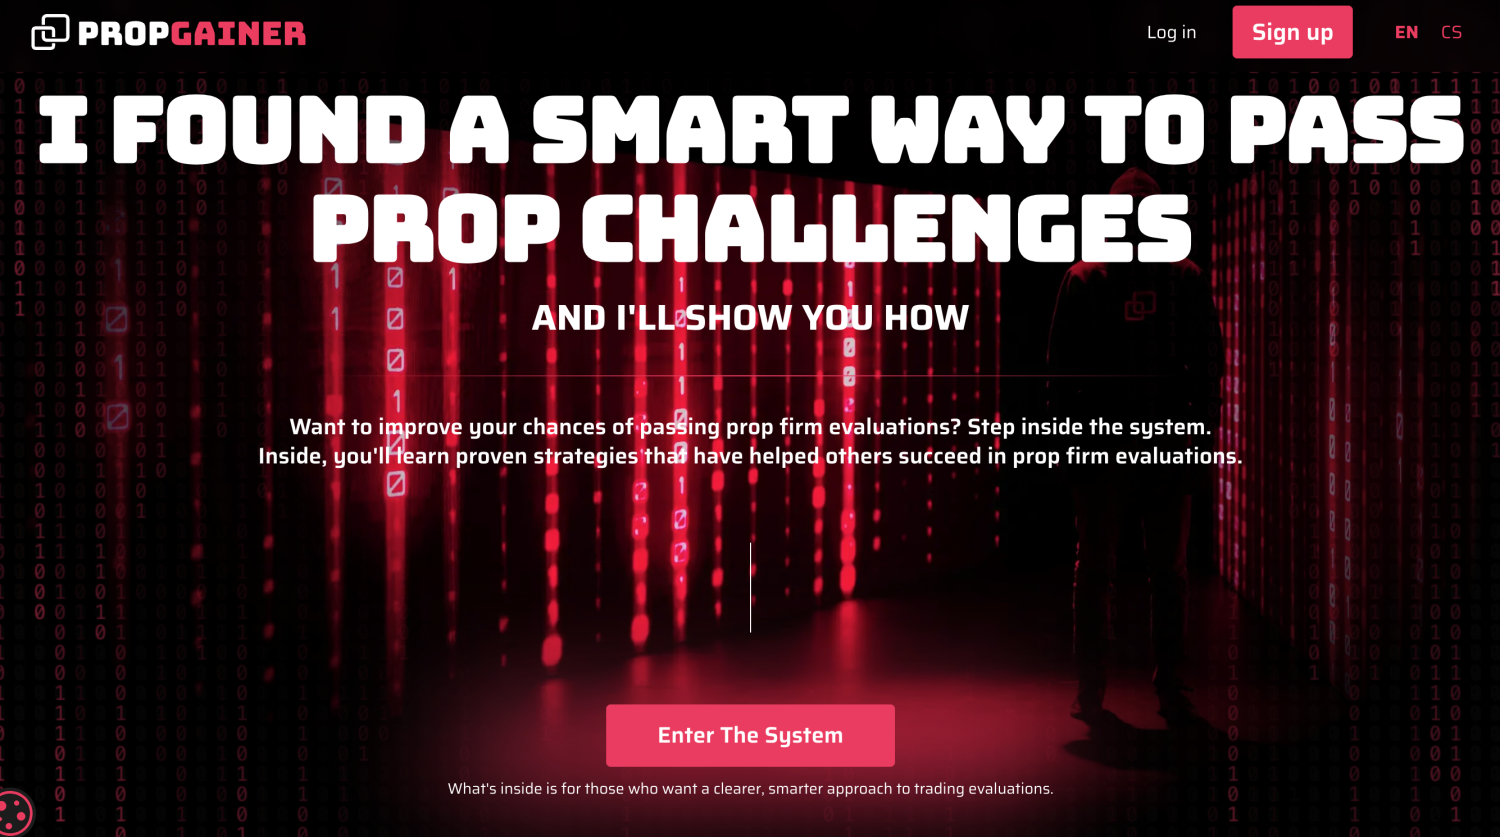 PROPGAINER
Log in
Sign up
EN CS
I FOUND A SMART WAY TO PASS
PROP CHALLENGES
AND I'LL SHOW YOU HOW
Want to improve your chances of passing prop firm evaluations? Step inside the system.
Inside, you'll learn proven strategies that have helped others succeed in prop firm evaluations.
Enter The System
What's inside is for those who want a clearer, smarter approach to trading evaluations.